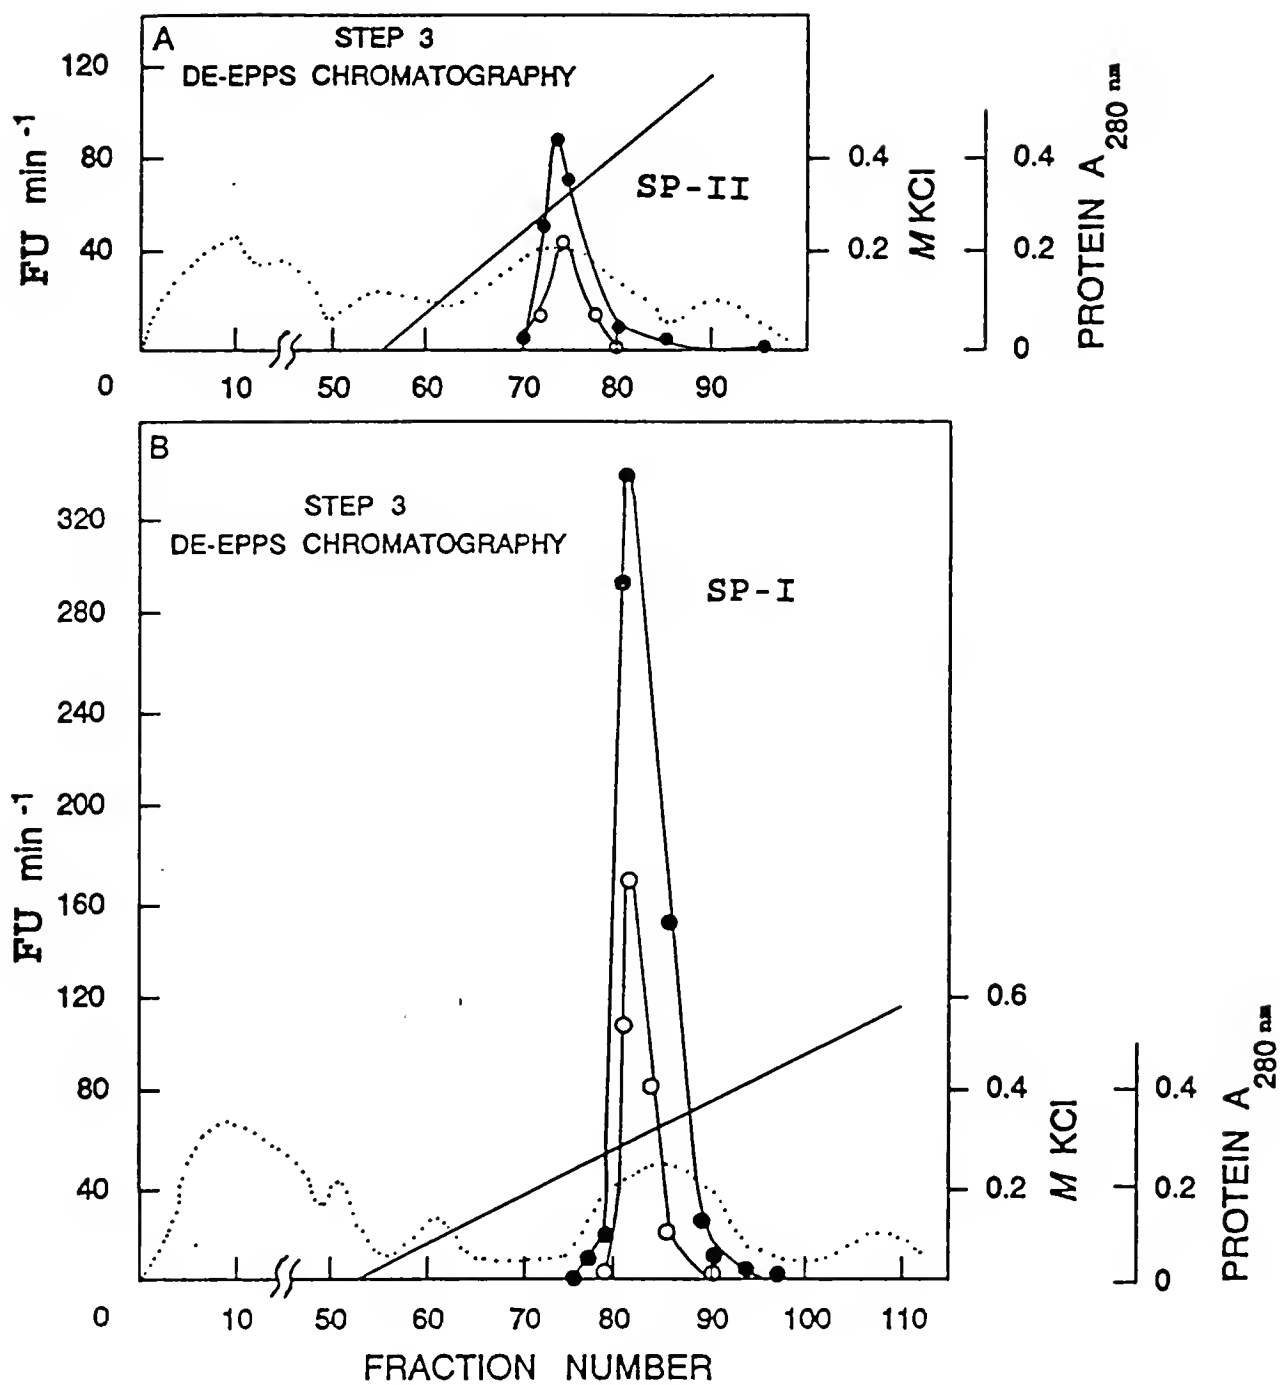 A
STEP 3
DE-EPPS CHROMATOGRAPHY
SP-II
120
80
40
FU min -1
0 10 50 60 70 80 90
0.4
0.2
M KCl
0.4
0.2
0
PROTEIN A 280 nm
B
STEP 3
DE-EPPS CHROMATOGRAPHY
SP-I
320
280
240
200
160
120
80
40
FU min -1
0 10 50 60 70 80 90 100 110
FRACTION NUMBER
0.6
0.4
0.2
M KCl
0.4
0.2
0
PROTEIN A 280 nm